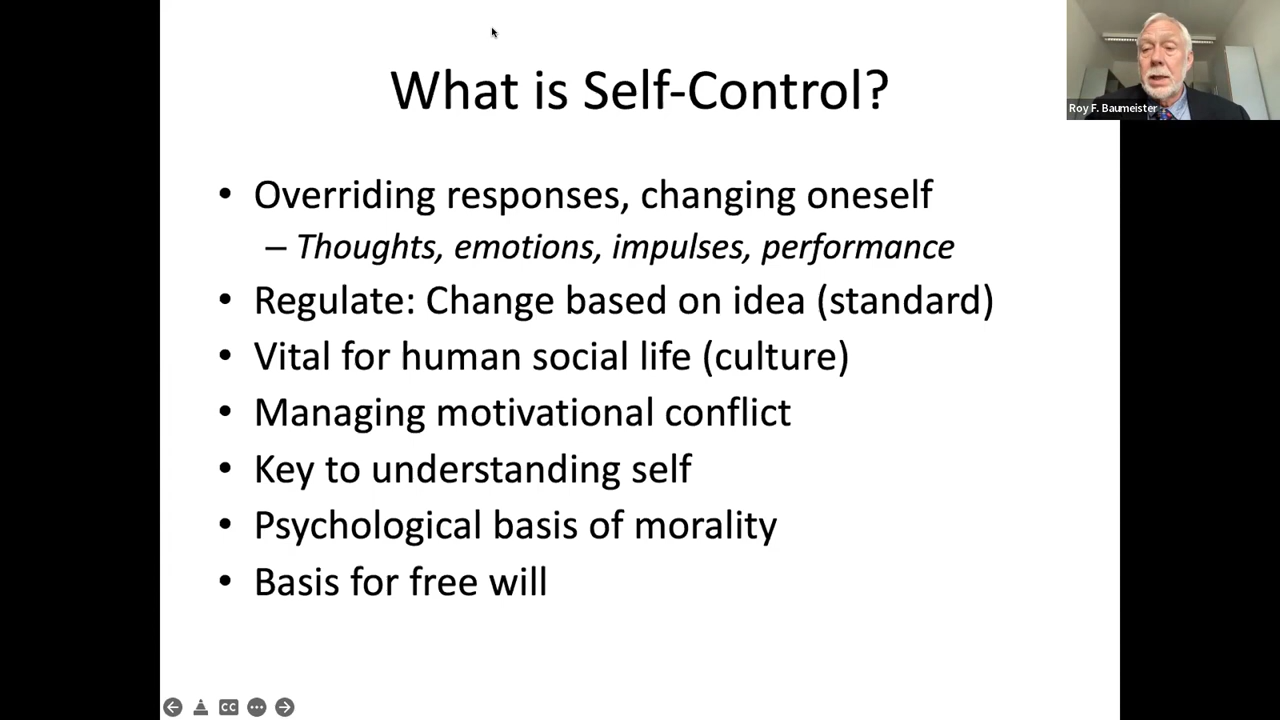 What is Self-Control?
Roy F. Baumeister
• Overriding responses, changing oneself
– Thoughts, emotions, impulses, performance
• Regulate: Change based on idea (standard)
• Vital for human social life (culture)
• Managing motivational conflict
• Key to understanding self
• Psychological basis of morality
• Basis for free will
CC